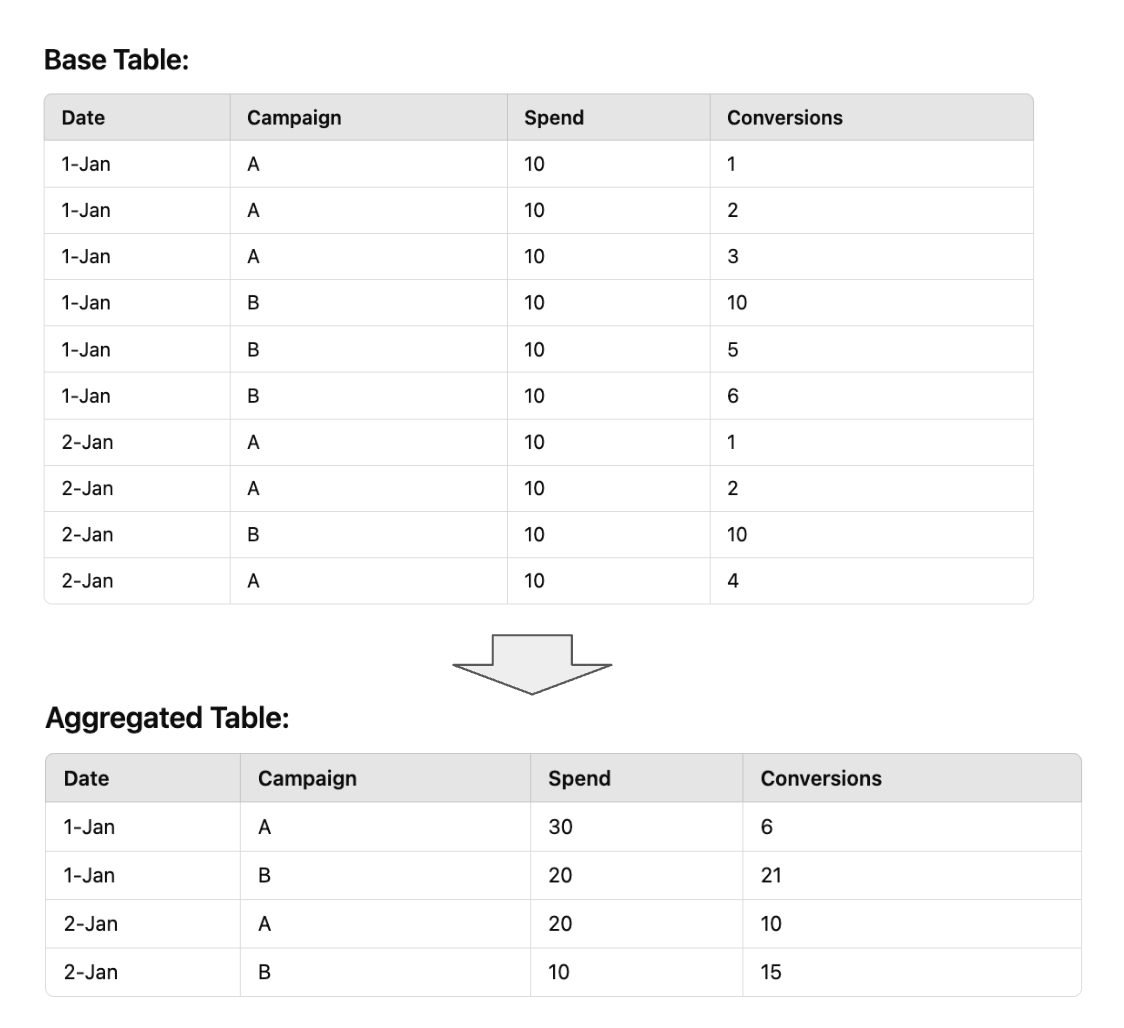 Base Table:
Date Campaign Spend Conversions
1-Jan A 10 1
1-Jan A 10 2
1-Jan A 10 3
1-Jan B 10 10
1-Jan B 10 5
1-Jan B 10 6
2-Jan A 10 1
2-Jan A 10 2
2-Jan B 10 10
2-Jan A 10 4
Aggregated Table:
Date Campaign Spend Conversions
1-Jan A 30 6
1-Jan B 20 21
2-Jan A 20 10
2-Jan B 10 15